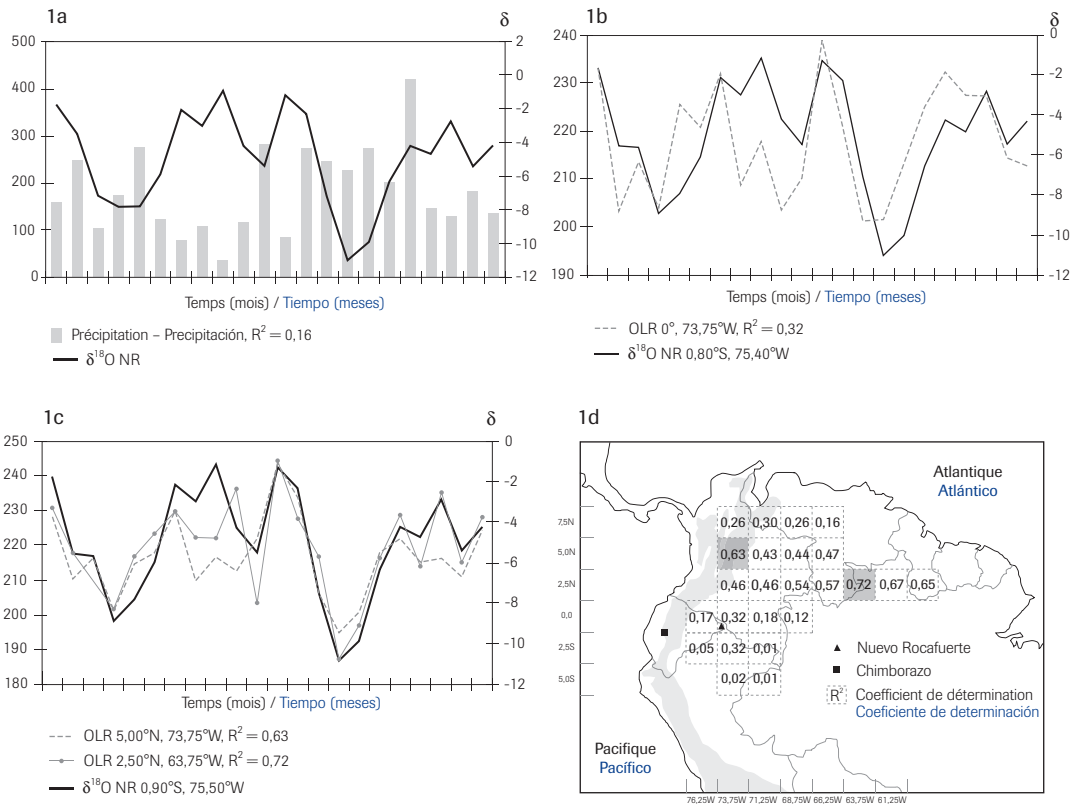 1a
δ
500
400
300
200
100
0
2
0
-2
-4
-6
-8
-10
-12
Temps (mois) / Tiempo (meses)
Précipitation – Precipitación, R² = 0,16
δ¹⁸O NR
1b
δ
240
230
220
210
200
190
0
-2
-4
-6
-8
-10
-12
Temps (mois) / Tiempo (meses)
OLR 0°, 73,75°W, R² = 0,32
δ¹⁸O NR 0,80°S, 75,40°W
1c
δ
250
240
230
220
210
200
190
180
0
-2
-4
-6
-8
-10
-12
Temps (mois) / Tiempo (meses)
OLR 5,00°N, 73,75°W, R² = 0,63
OLR 2,50°N, 63,75°W, R² = 0,72
δ¹⁸O NR 0,90°S, 75,50°W
1d
Atlantique
Atlántico
7,5N
0,26 0,30 0,26 0,16
5,0N
0,63 0,43 0,44 0,47
2,5N
0,46 0,46 0,54 0,57 0,72 0,67 0,65
0,0
0,17 0,32 0,18 0,12
2,5S
0,05 0,32 0,01
5,0S
0,02 0,01
Nuevo Rocafuerte
Chimborazo
R² Coefficient de détermination
Coeficiente de determinación
Pacifique
Pacífico
76,25W 73,75W 71,25W 68,75W 66,25W 63,75W 61,25W